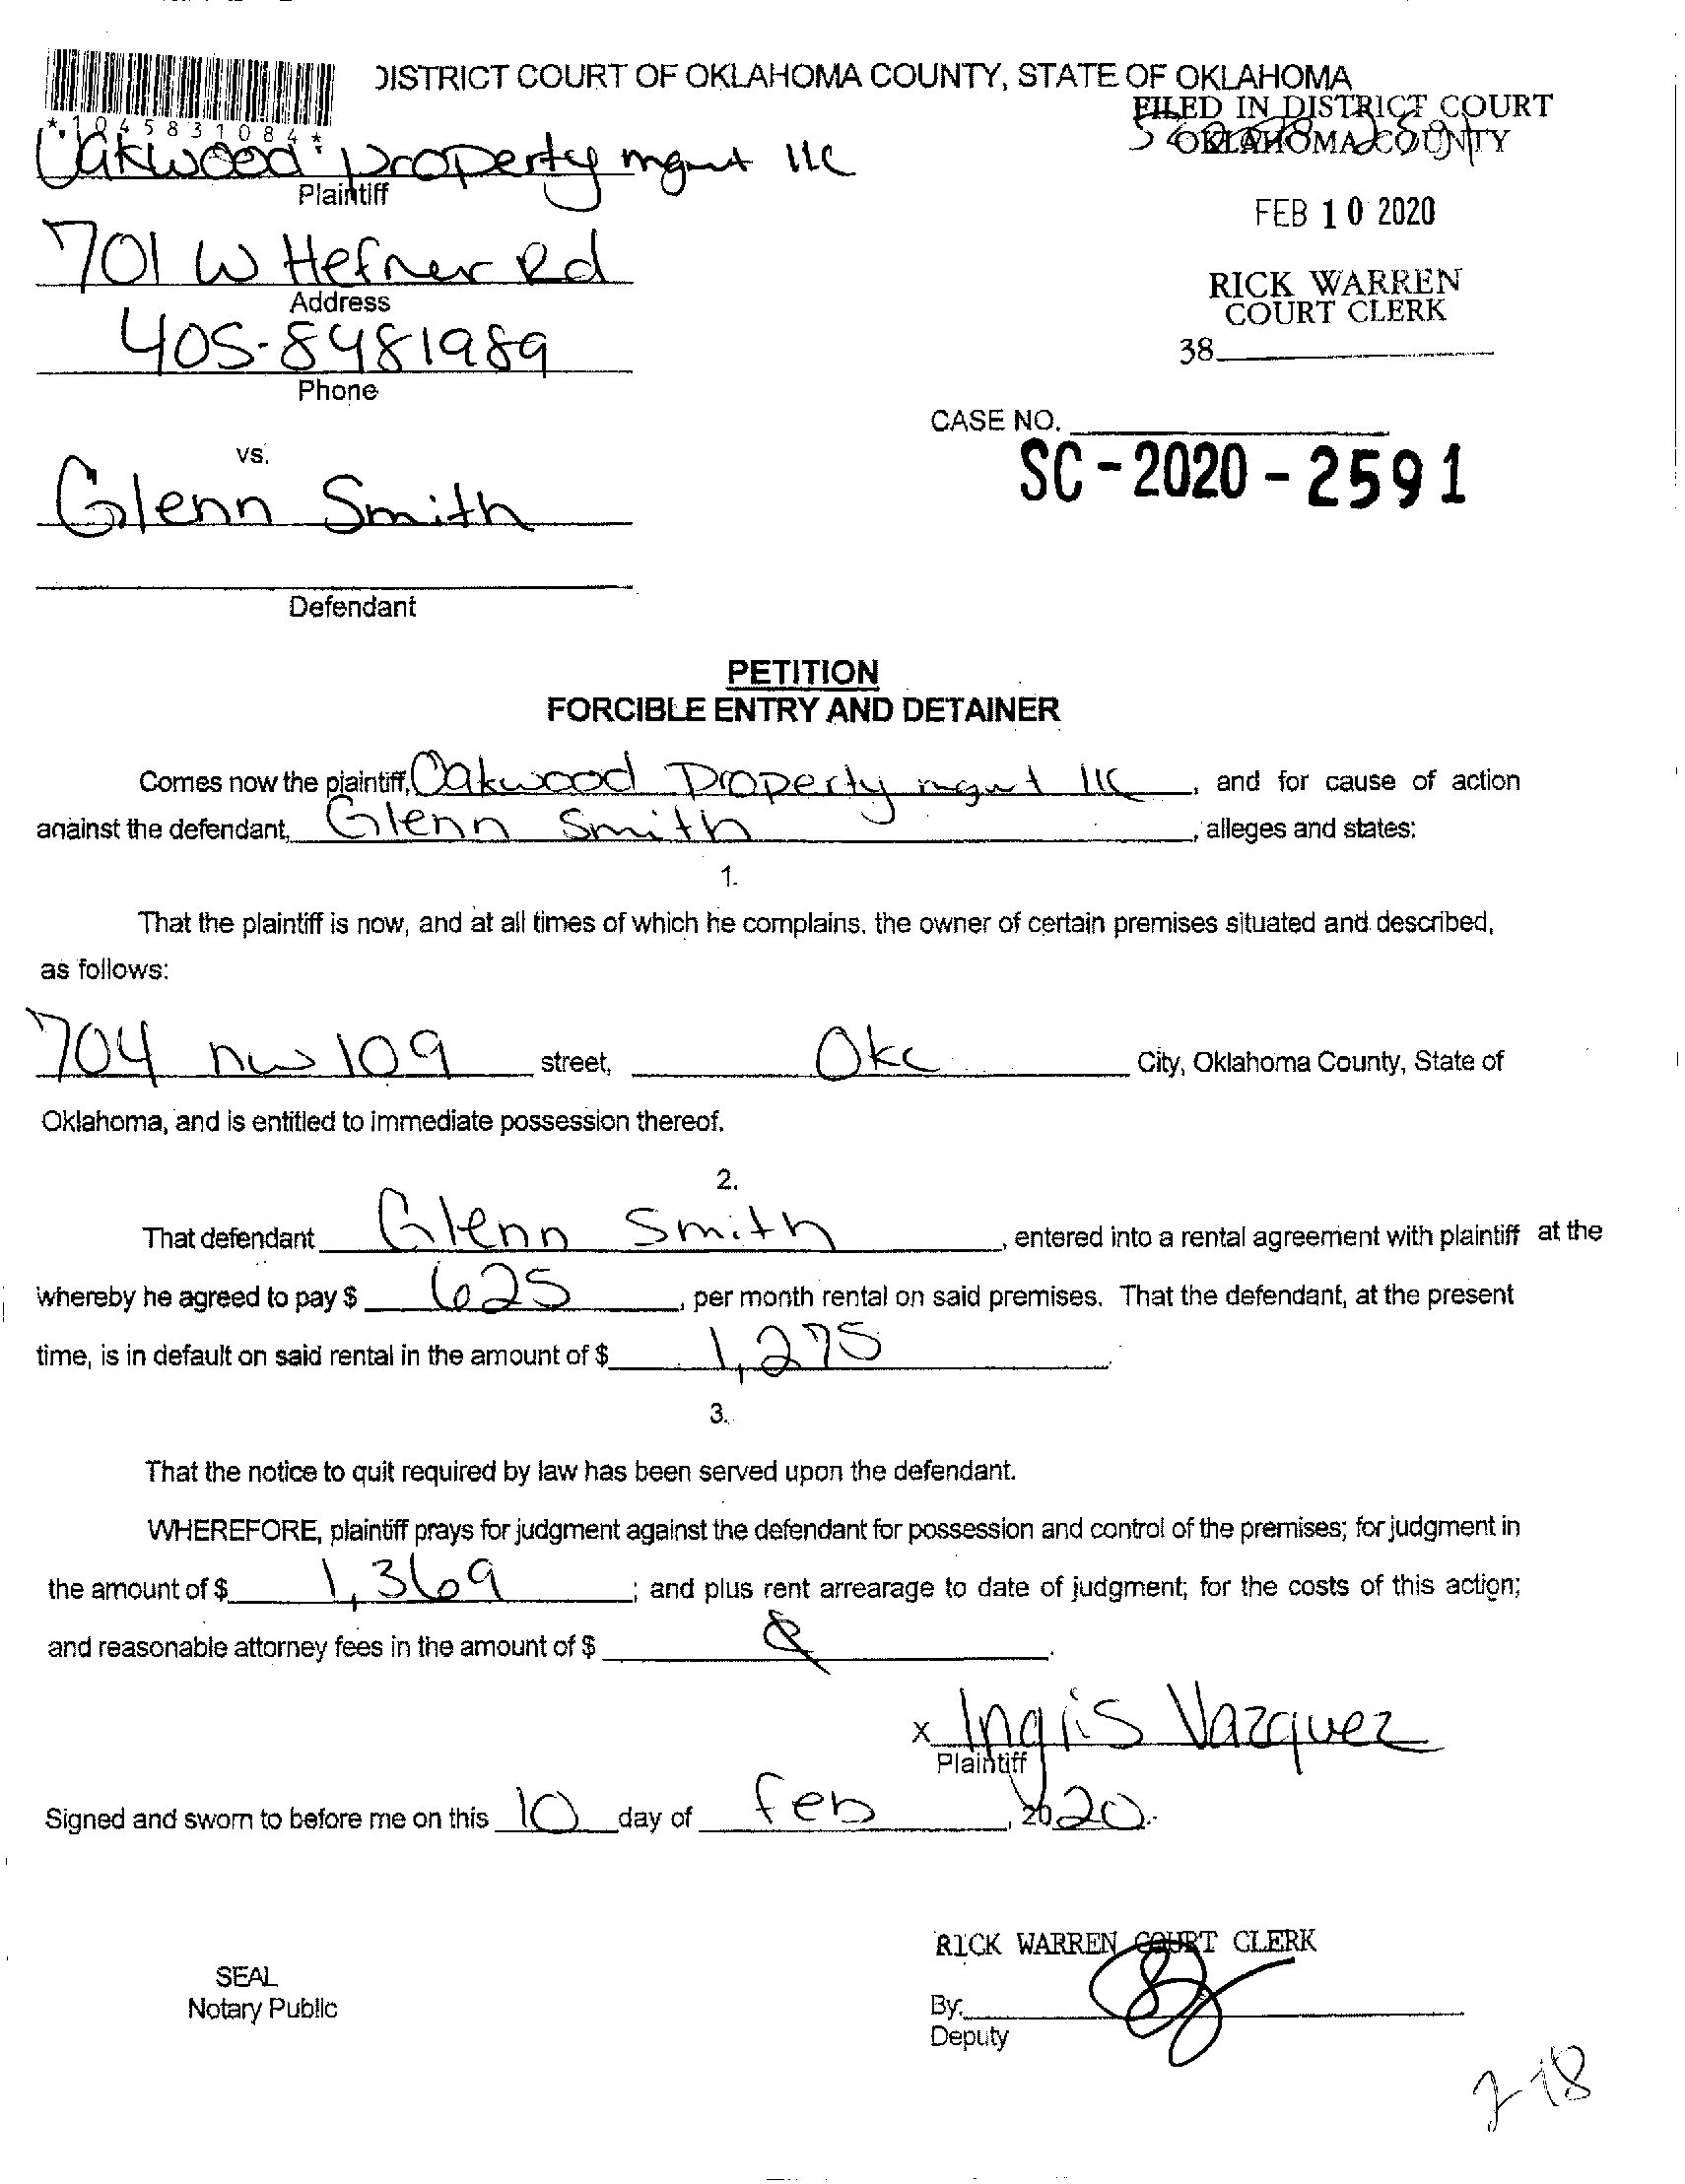 DISTRICT COURT OF OKLAHOMA COUNTY, STATE OF OKLAHOMA
*1045831084*
FILED IN DISTRICT COURT
OKLAHOMA COUNTY
Oakwood property mgmt llc
Plaintiff
FEB 10 2020
701 W Hefner Rd
Address
RICK WARREN
COURT CLERK
405-8481989
Phone
38
CASE NO.
SC-2020-2591
vs.
Glenn Smith
Defendant
PETITION
FORCIBLE ENTRY AND DETAINER
Comes now the plaintiff, Oakwood Property mgmt llc, and for cause of action
against the defendant, Glenn Smith, alleges and states:
1.
That the plaintiff is now, and at all times of which he complains, the owner of certain premises situated and described,
as follows:
704 nw 109 street, Okc City, Oklahoma County, State of
Oklahoma, and is entitled to immediate possession thereof.
2.
That defendant Glenn Smith, entered into a rental agreement with plaintiff at the
whereby he agreed to pay $ 625, per month rental on said premises. That the defendant, at the present
time, is in default on said rental in the amount of $ 1,275.
3.
That the notice to quit required by law has been served upon the defendant.
WHEREFORE, plaintiff prays for judgment against the defendant for possession and control of the premises; for judgment in
the amount of $ 1,369; and plus rent arrearage to date of judgment; for the costs of this action;
and reasonable attorney fees in the amount of $
x Inglis Vazquez
Plaintiff
Signed and sworn to before me on this 10 day of feb, 2020.
RICK WARREN COURT CLERK
SEAL
Notary Public
By:
Deputy
2-18